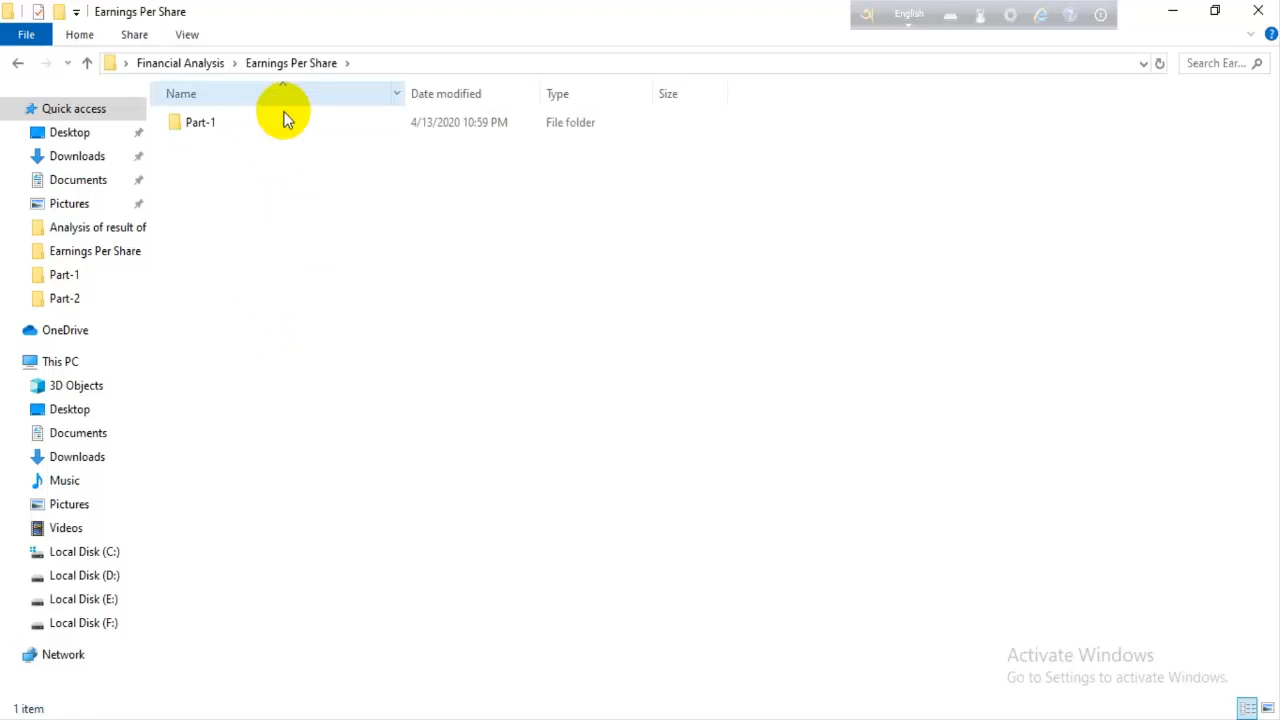 Earnings Per Share
English
File Home Share View
Financial Analysis Earnings Per Share
Search Ear...
Name Date modified Type Size
Part-1 4/13/2020 10:59 PM File folder
Quick access
Desktop
Downloads
Documents
Pictures
Analysis of result of
Earnings Per Share
Part-1
Part-2
OneDrive
This PC
3D Objects
Desktop
Documents
Downloads
Music
Pictures
Videos
Local Disk (C:)
Local Disk (D:)
Local Disk (E:)
Local Disk (F:)
Network
Activate Windows
Go to Settings to activate Windows.
1 item